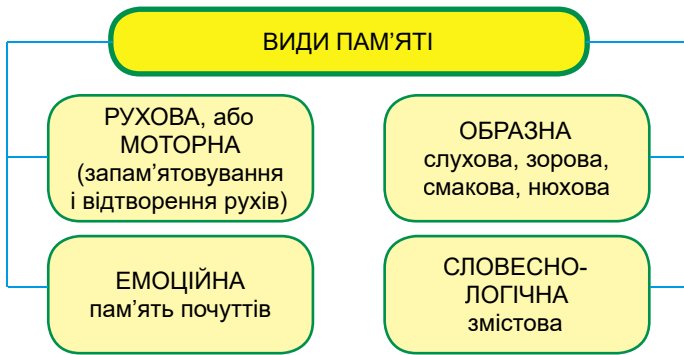 ВИДИ ПАМ’ЯТІ
РУХОВА, або
МОТОРНА
(запам’ятовування
і відтворення рухів)
ОБРАЗНА
слухова, зорова,
смакова, нюхова
ЕМОЦІЙНА
пам’ять почуттів
СЛОВЕСНО-
ЛОГІЧНА
змістова